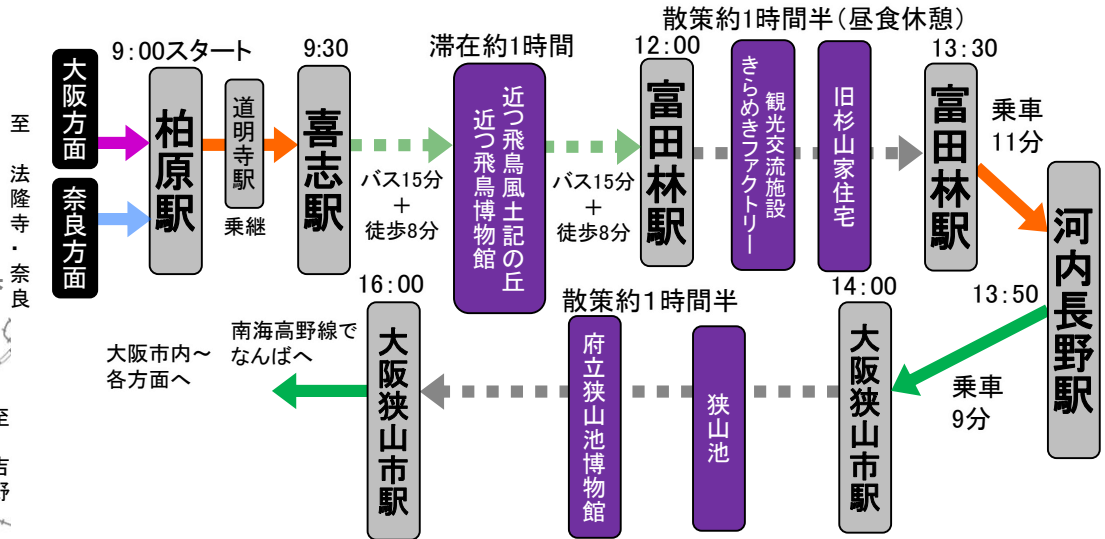 散策約1時間半(昼食休憩)
9:00スタート
9:30
滞在約1時間
12:00
13:30
大阪方面
奈良方面
柏原駅
道明寺駅
乗継
喜志駅
バス15分
+
徒歩8分
近つ飛鳥風土記の丘
近つ飛鳥博物館
バス15分
+
徒歩8分
富田林駅
観光交流施設
きらめきファクトリー
旧杉山家住宅
富田林駅
乗車
11分
河内長野駅
13:50
乗車
9分
14:00
大阪狭山市駅
散策約1時間半
狭山池
府立狭山池博物館
16:00
大阪狭山市駅
南海高野線で
なんばへ
大阪市内~
各方面へ
至 法隆寺・奈良
至 吉野